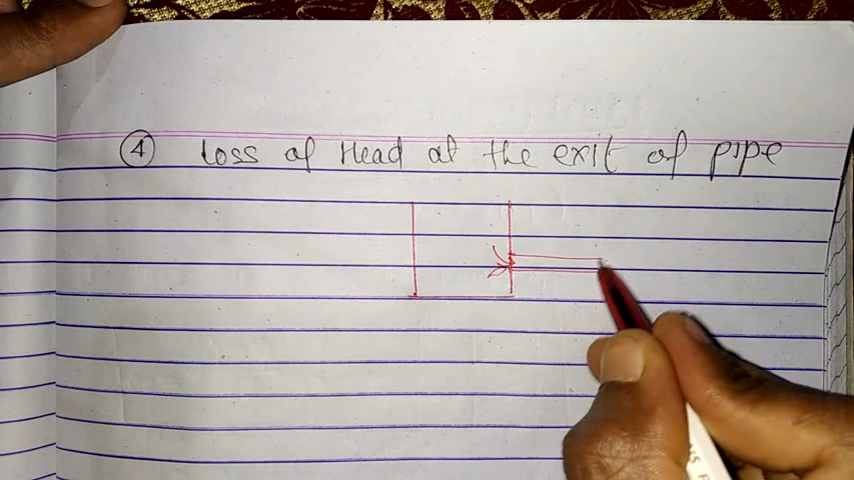 ④ Loss of Head at the exit of pipe